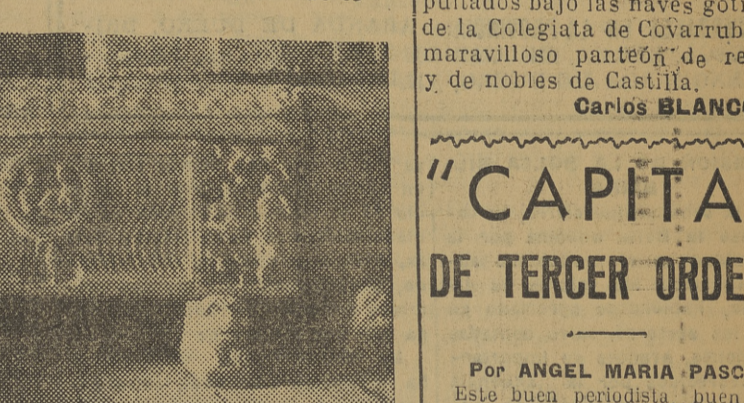 pultados bajo las naves góti
de la Colegiata de Covarrub
maravilloso panteón de re
y de nobles de Castilla.
Carlos BLANCO
"CAPITA
DE TERCER ORDE
Por ANGEL MARIA PASC
Este buen periodista buen